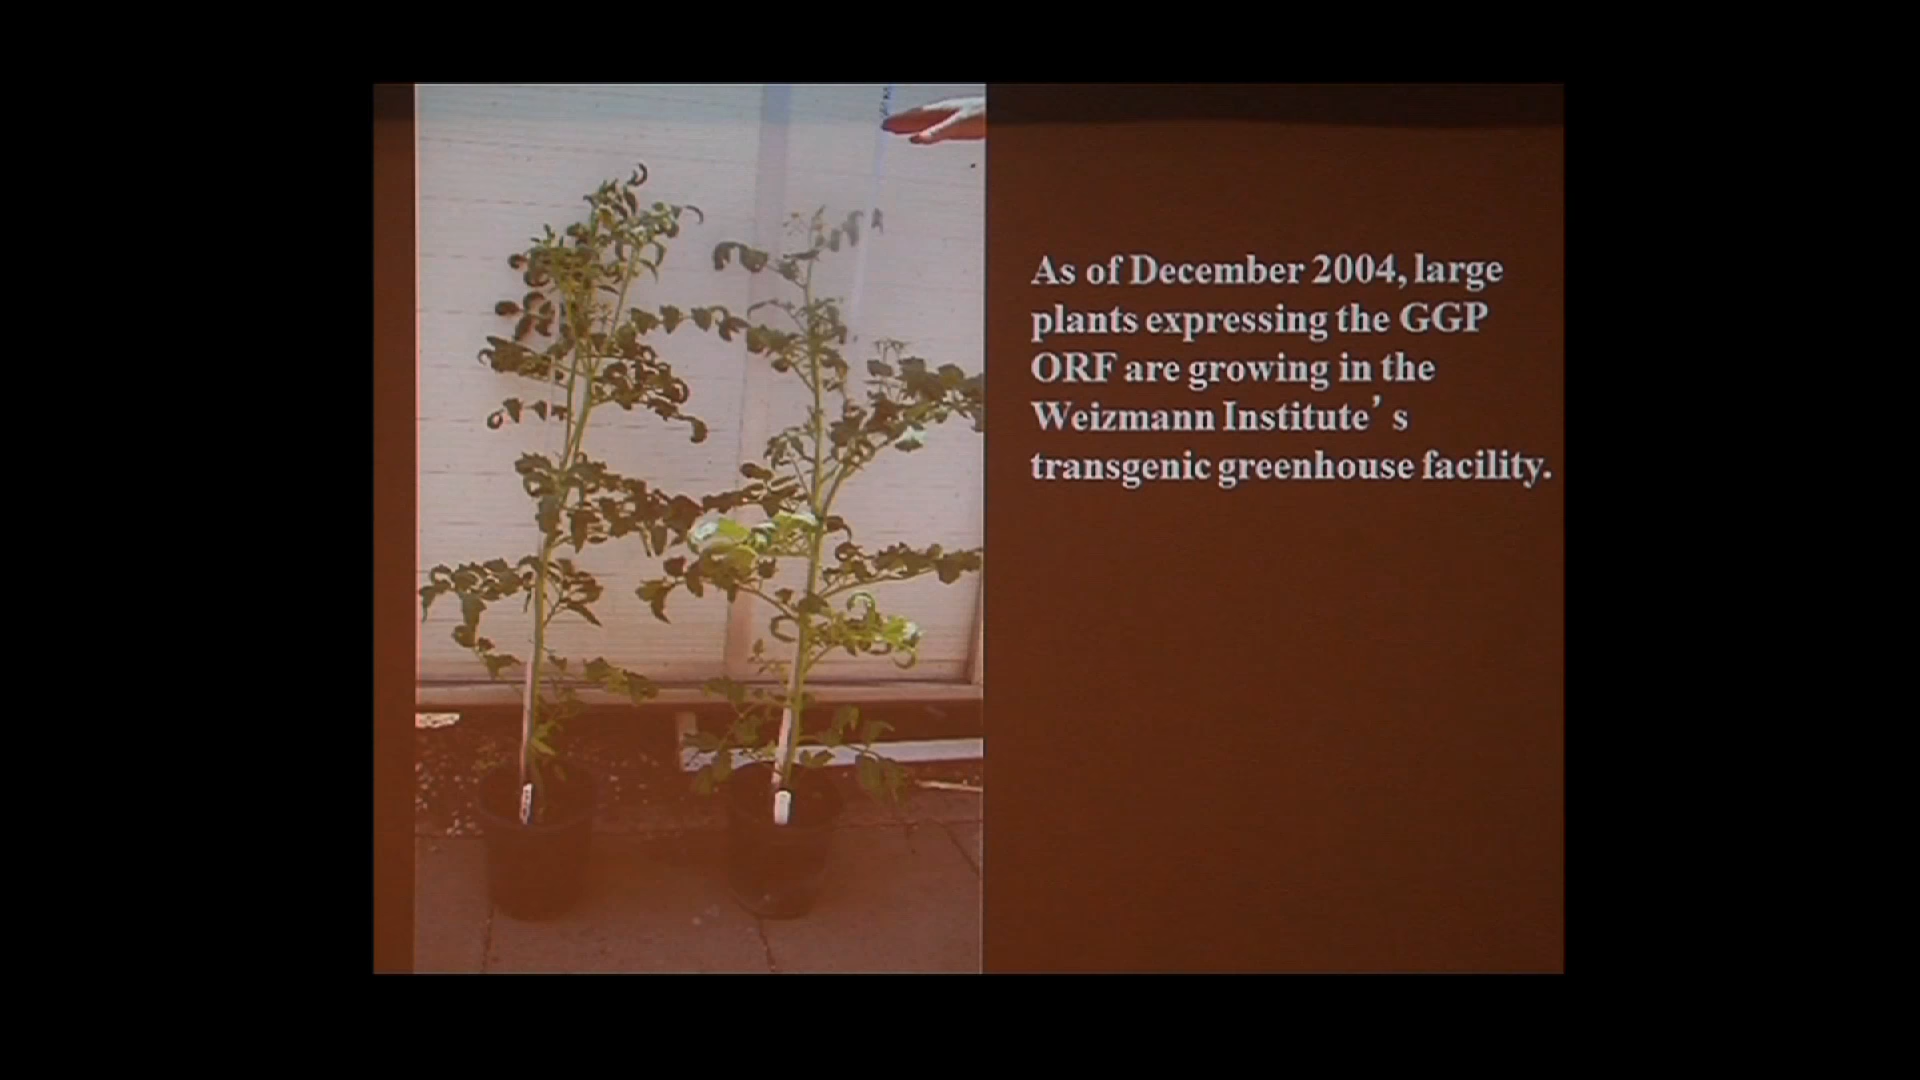 As of December 2004, large
plants expressing the GGP
ORF are growing in the
Weizmann Institute’s
transgenic greenhouse facility.